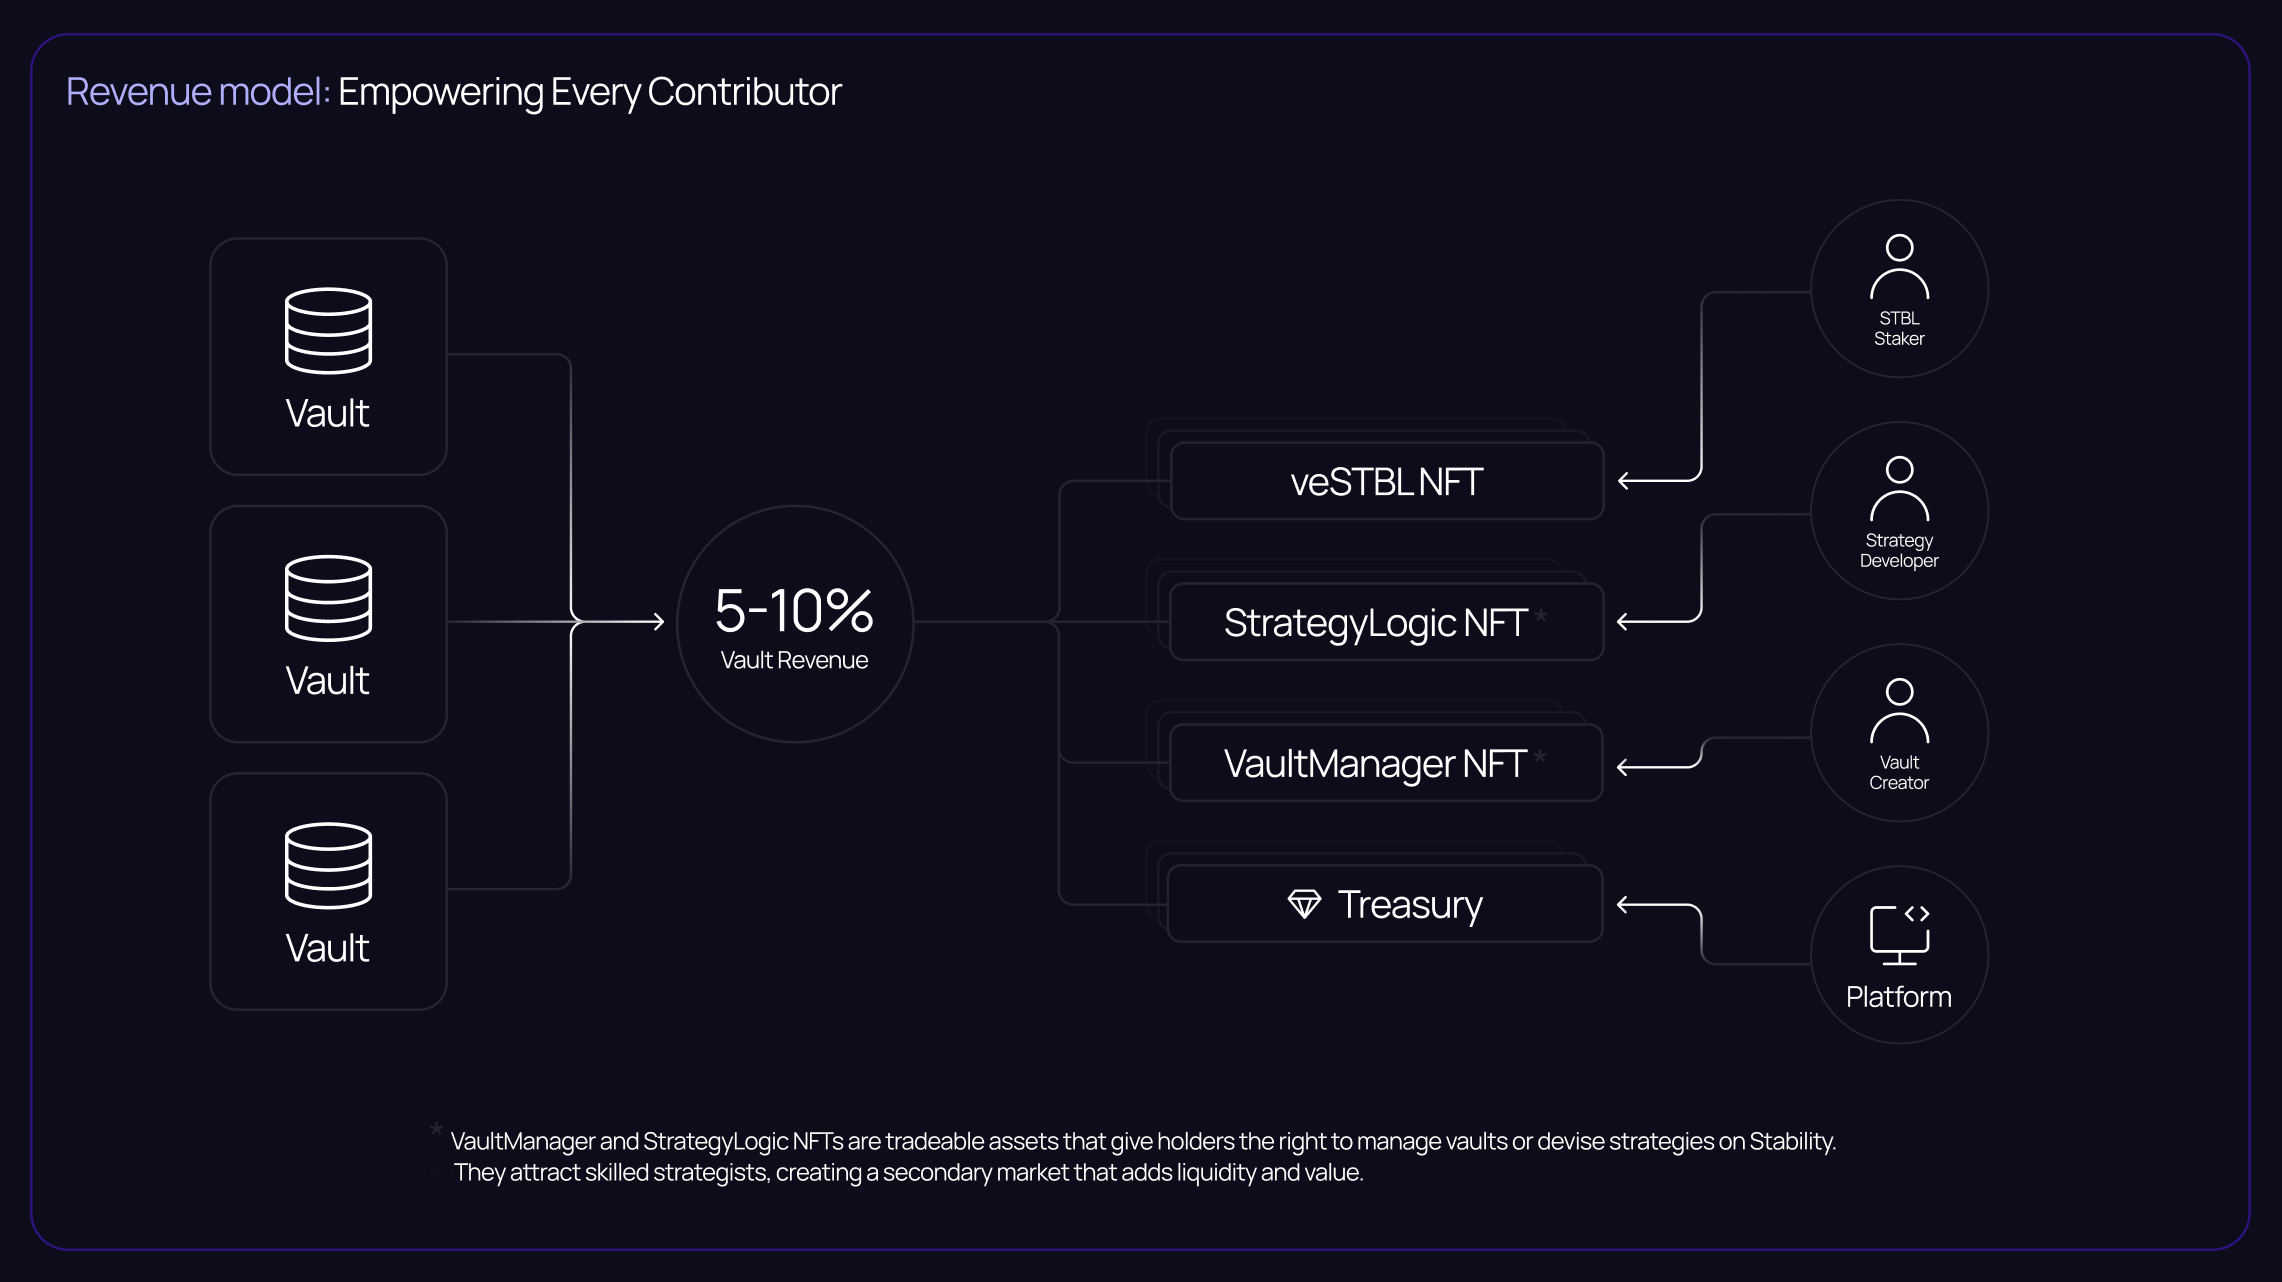 Revenue model: Empowering Every Contributor
Vault
Vault
Vault
5-10%
Vault Revenue
veSTBL NFT
StrategyLogic NFT *
VaultManager NFT *
Treasury
STBL
Staker
Strategy
Developer
Vault
Creator
Platform
* VaultManager and StrategyLogic NFTs are tradeable assets that give holders the right to manage vaults or devise strategies on Stability.
They attract skilled strategists, creating a secondary market that adds liquidity and value.